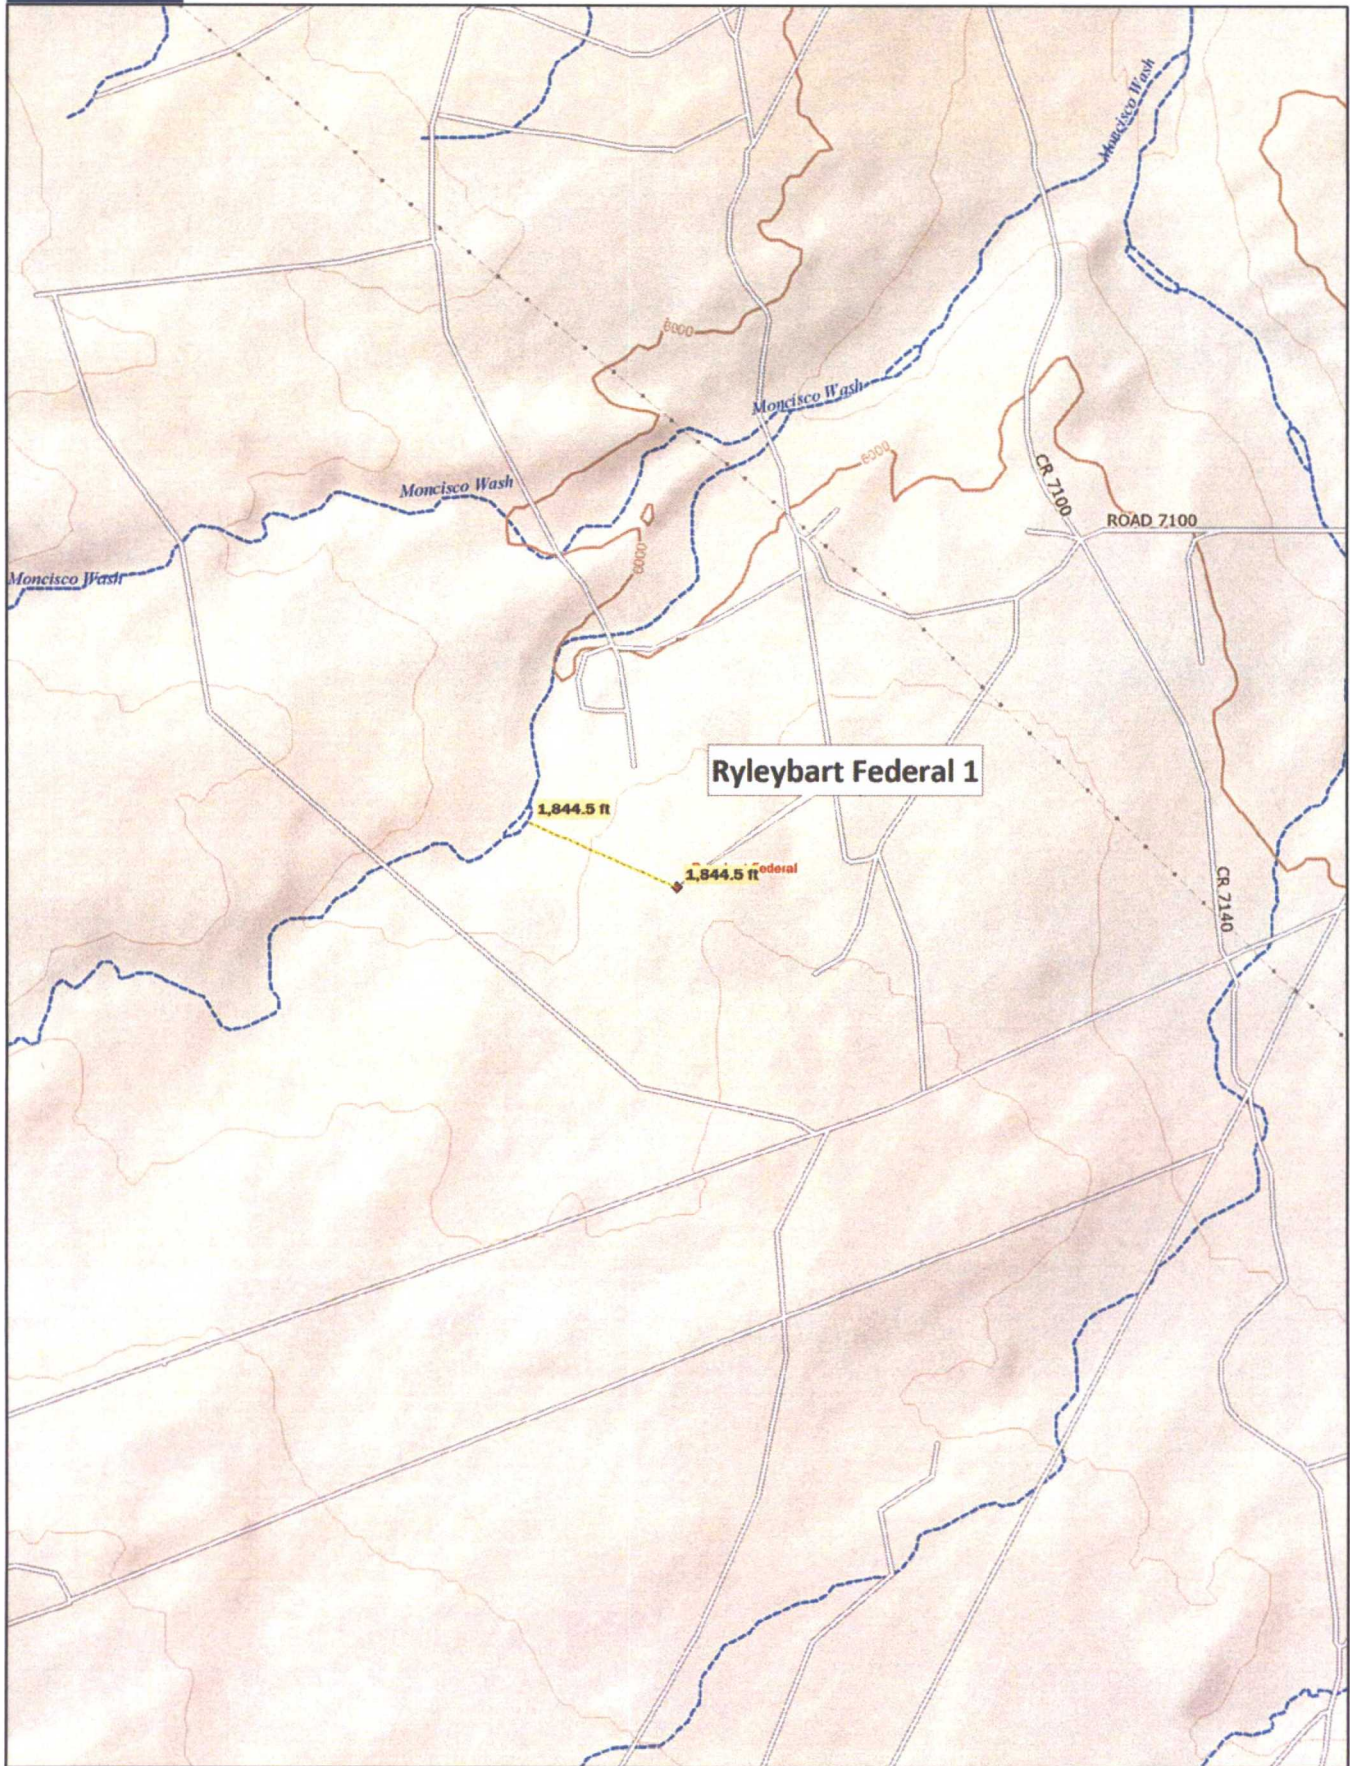 Moncisco Wash
6000
Moncisco Wash
6000
CR 7100
Moncisco Wash
ROAD 7100
6000
Moncisco Wash
Ryleybart Federal 1
1,844.5 ft
Federal
1,844.5 ft
CR 7140